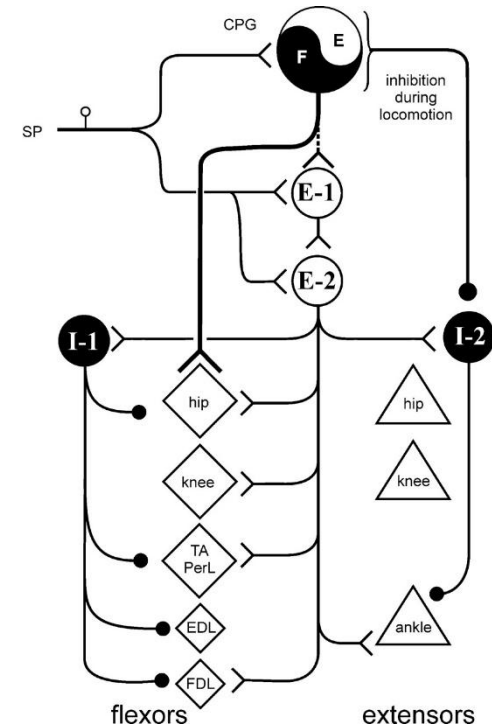 CPG
E
F
inhibition
during
locomotion
SP
E-1
E-2
I-1
I-2
hip
hip
knee
knee
TA
PerL
EDL
ankle
FDL
flexors
extensors